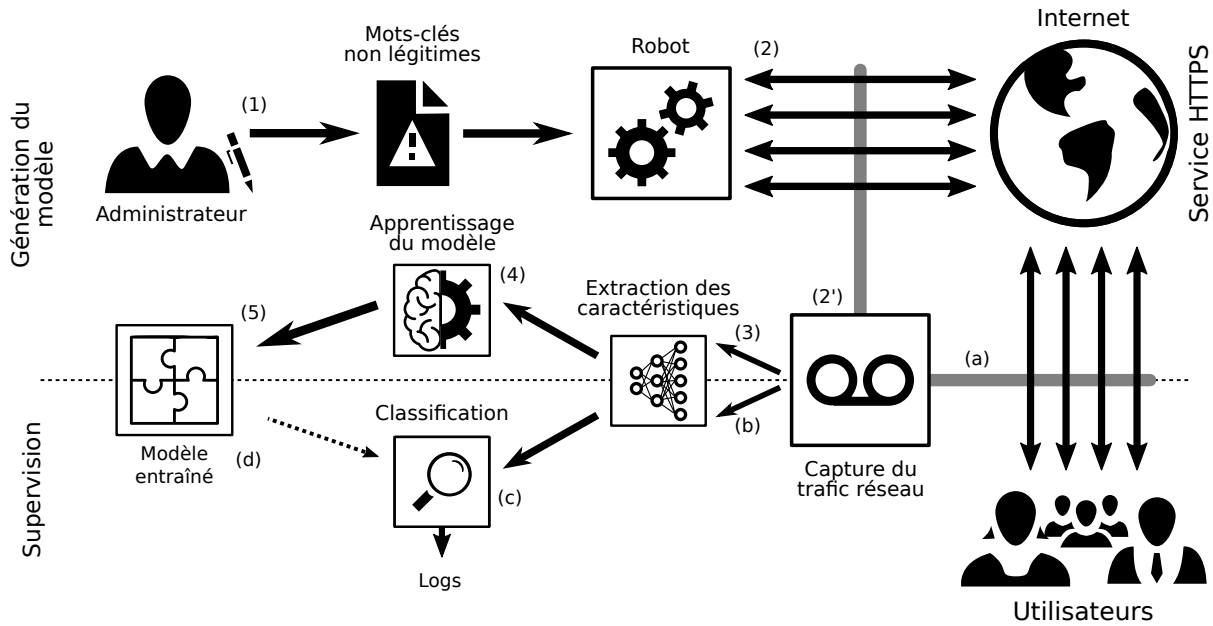 Internet
Mots-clés
non légitimes
Robot
(2)
(1)
Service HTTPS
Génération du
modèle
Administrateur
Apprentissage
du modèle
(4)
Extraction des
caractéristiques
(2')
(5)
(3)
(a)
Classification
(b)
Modèle
entraîné
(d)
(c)
Capture du
trafic réseau
Supervision
Logs
Utilisateurs